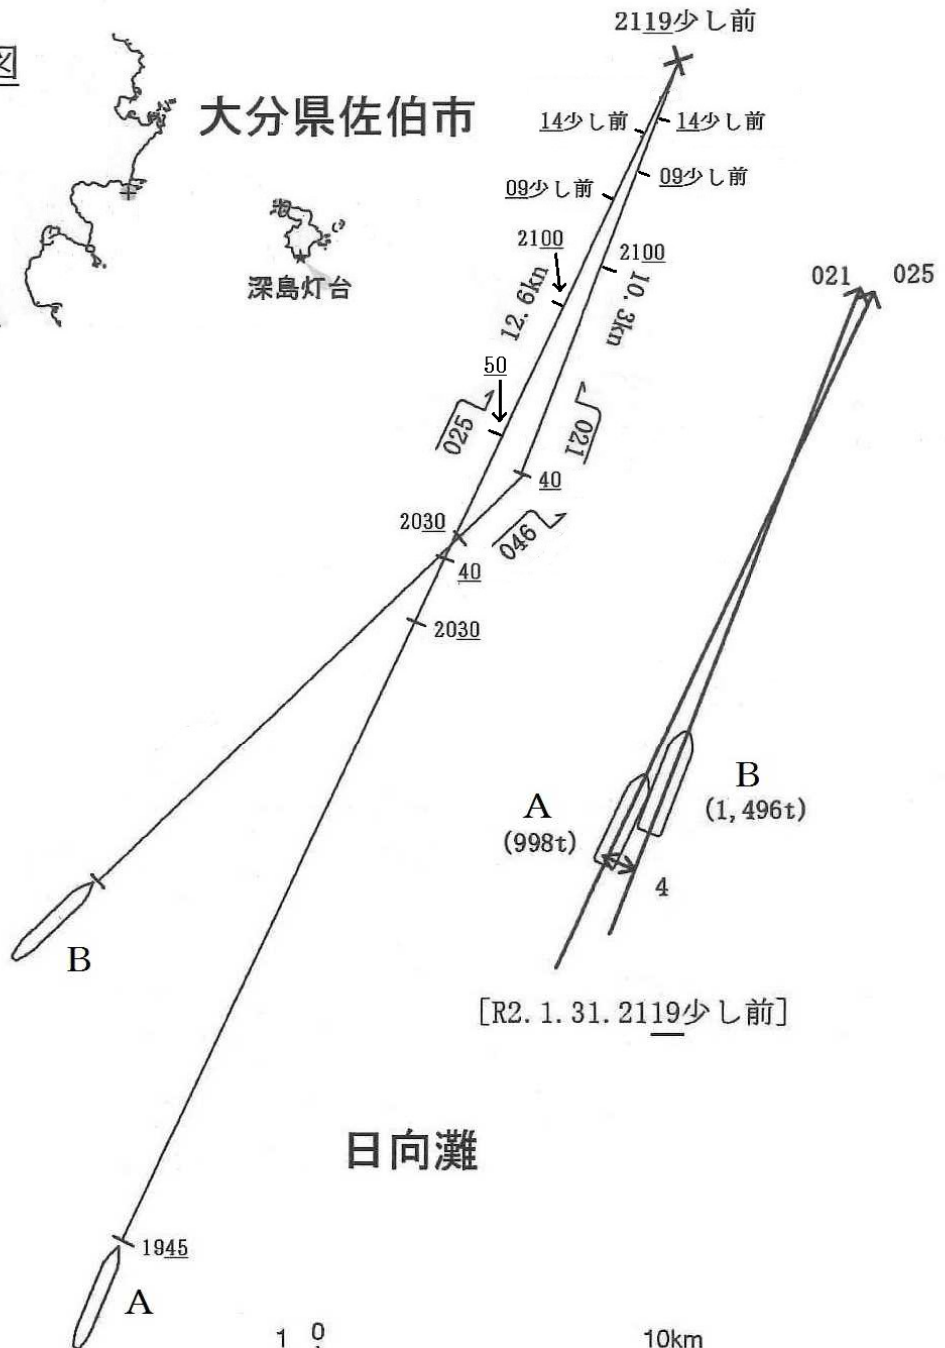 図
2119少し前
大分県佐伯市
14少し前
14少し前
09少し前
09少し前
2100
2100
12.6kn
10.3kn
深島灯台
021
025
50
025
021
40
2030
046
40
2030
B
(1,496t)
A
(998t)
4
B
[R2.1.31.2119少し前]
日向灘
1945
A
1
0
10km